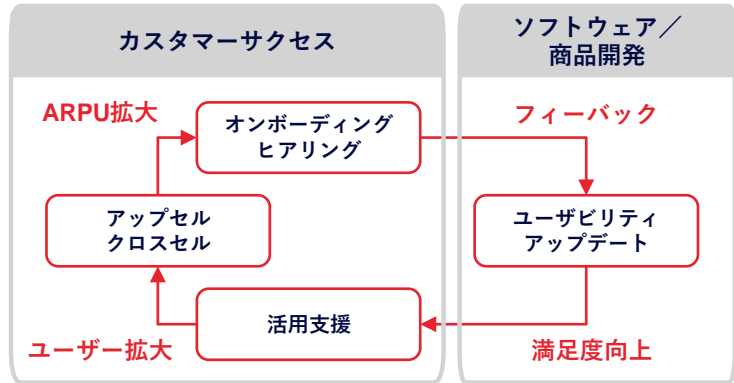 カスタマーサクセス
ソフトウェア／
商品開発
ARPU拡大
オンボーディング
ヒアリング
フィーバック
アップセル
クロスセル
ユーザビリティ
アップデート
活用支援
ユーザー拡大
満足度向上